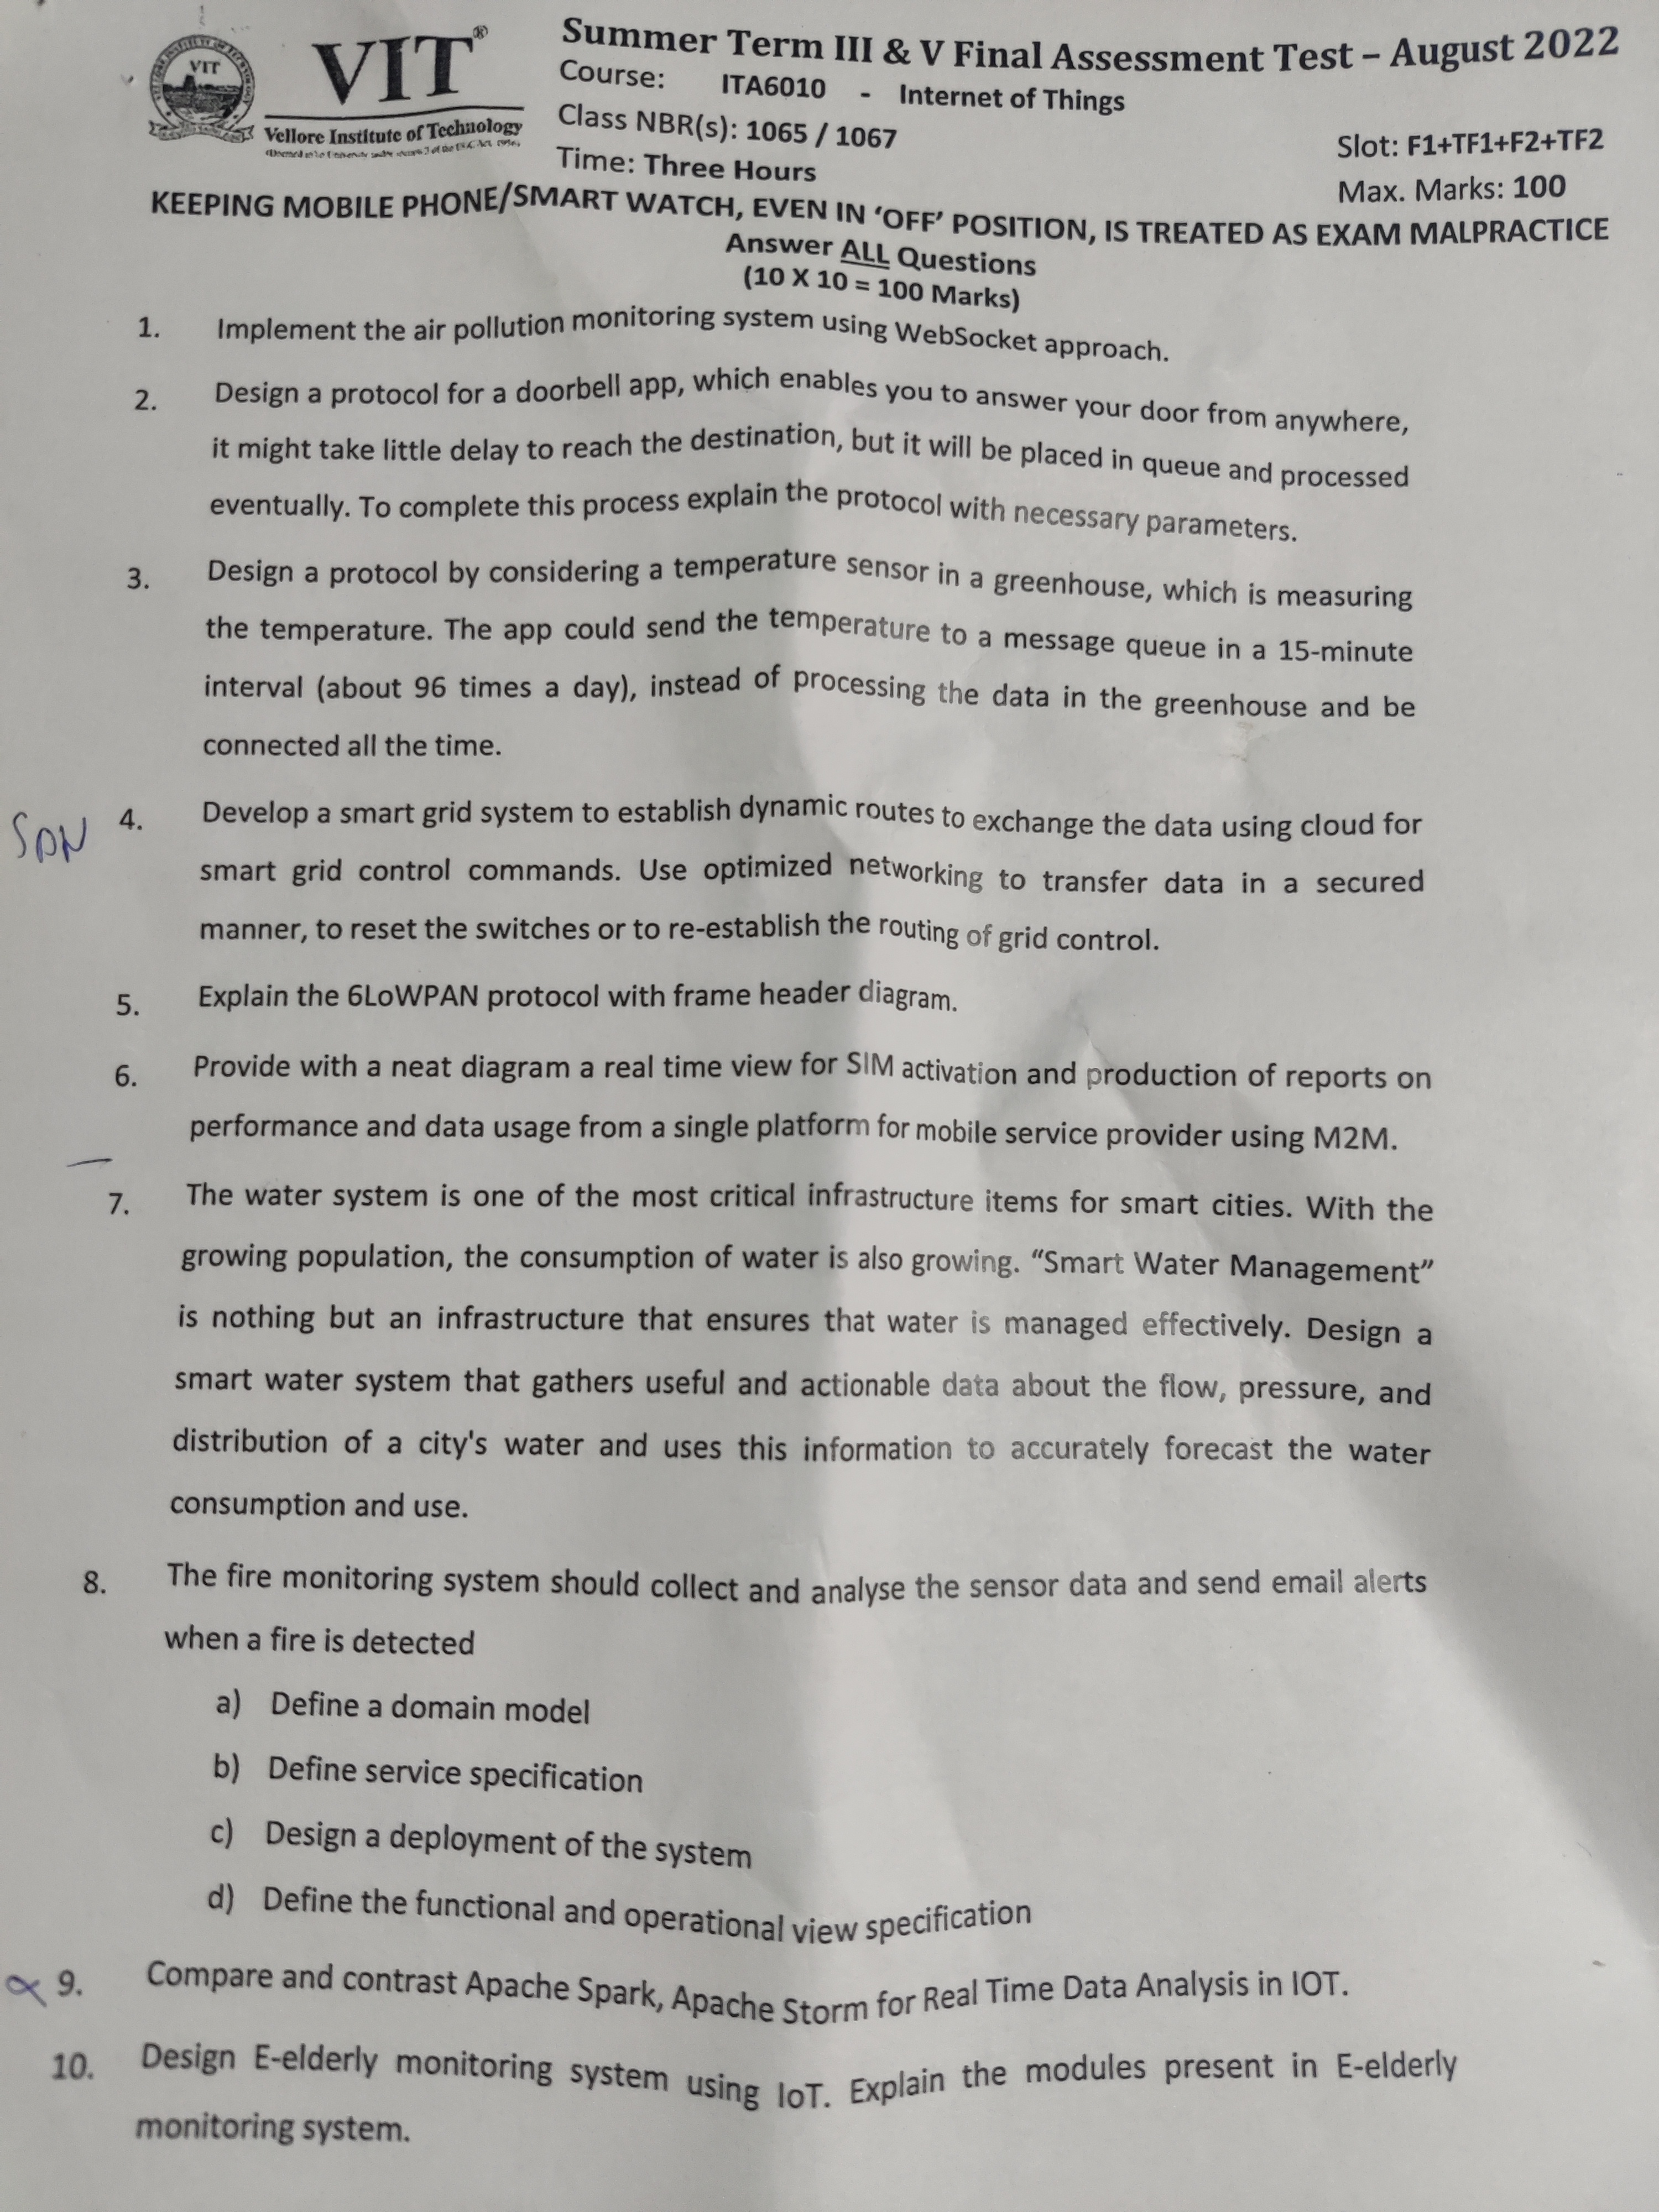 VIT®
VIT
Vellore Institute of Technology
(Deemed to be University under section 3 of the UGC Act, 1956)
Summer Term III & V Final Assessment Test – August 2022
Course: ITA6010 - Internet of Things
Class NBR(s): 1065 / 1067
Slot: F1+TF1+F2+TF2
Time: Three Hours
Max. Marks: 100
KEEPING MOBILE PHONE/SMART WATCH, EVEN IN ‘OFF’ POSITION, IS TREATED AS EXAM MALPRACTICE
Answer ALL Questions
(10 X 10 = 100 Marks)
1. Implement the air pollution monitoring system using WebSocket approach.
2. Design a protocol for a doorbell app, which enables you to answer your door from anywhere,
it might take little delay to reach the destination, but it will be placed in queue and processed
eventually. To complete this process explain the protocol with necessary parameters.
3. Design a protocol by considering a temperature sensor in a greenhouse, which is measuring
the temperature. The app could send the temperature to a message queue in a 15-minute
interval (about 96 times a day), instead of processing the data in the greenhouse and be
connected all the time.
SDN 4. Develop a smart grid system to establish dynamic routes to exchange the data using cloud for
smart grid control commands. Use optimized networking to transfer data in a secured
manner, to reset the switches or to re-establish the routing of grid control.
5. Explain the 6LoWPAN protocol with frame header diagram.
6. Provide with a neat diagram a real time view for SIM activation and production of reports on
performance and data usage from a single platform for mobile service provider using M2M.
7. The water system is one of the most critical infrastructure items for smart cities. With the
growing population, the consumption of water is also growing. “Smart Water Management”
is nothing but an infrastructure that ensures that water is managed effectively. Design a
smart water system that gathers useful and actionable data about the flow, pressure, and
distribution of a city's water and uses this information to accurately forecast the water
consumption and use.
8. The fire monitoring system should collect and analyse the sensor data and send email alerts
when a fire is detected
a) Define a domain model
b) Define service specification
c) Design a deployment of the system
d) Define the functional and operational view specification
9. Compare and contrast Apache Spark, Apache Storm for Real Time Data Analysis in IOT.
10. Design E-elderly monitoring system using IoT. Explain the modules present in E-elderly
monitoring system.